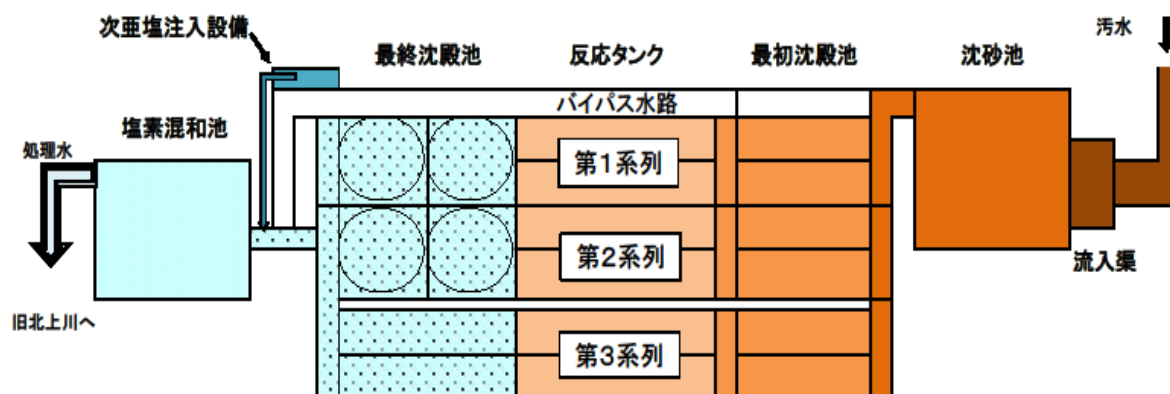 次亜塩注入設備
最終沈殿池
反応タンク
最初沈殿池
沈砂池
汚水
バイパス水路
塩素混和池
処理水
第1系列
第2系列
流入渠
旧北上川へ
第3系列